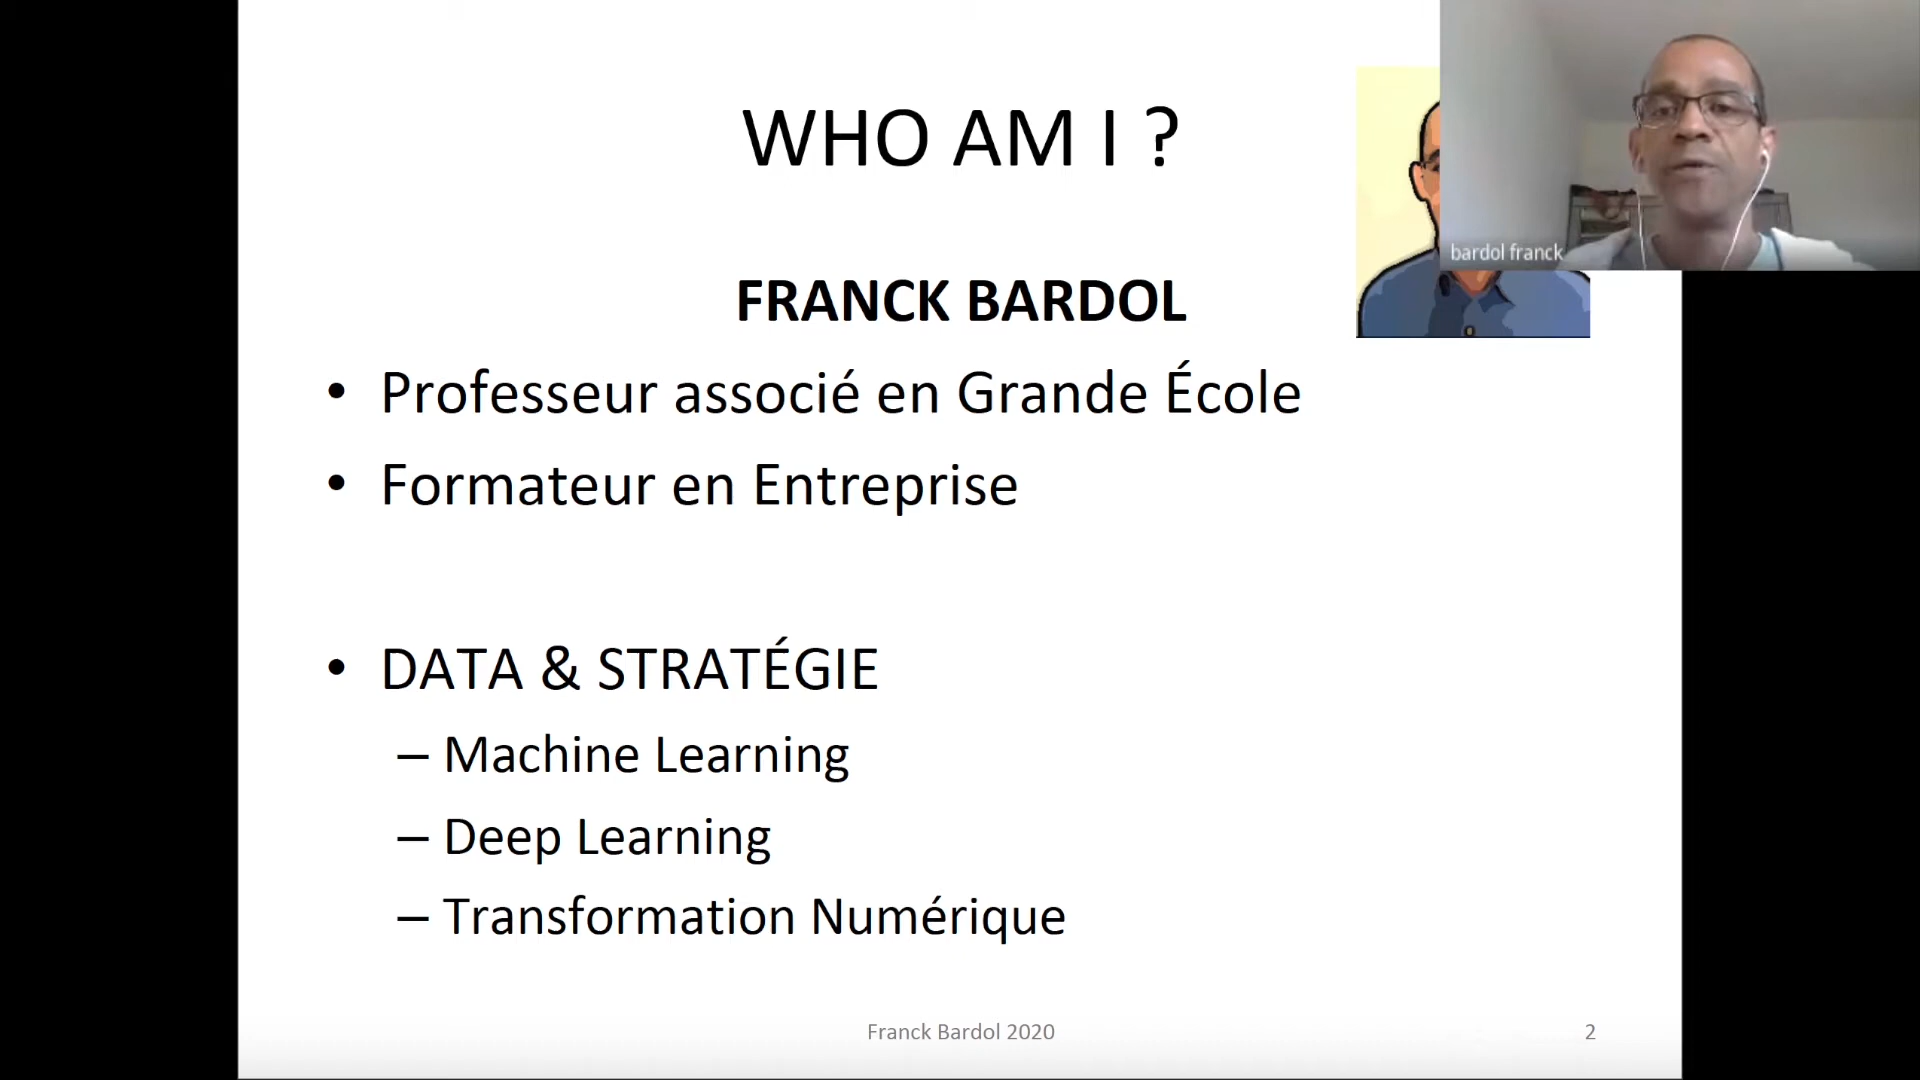 WHO AM I ?
bardol franck
FRANCK BARDOL
• Professeur associé en Grande École
• Formateur en Entreprise
• DATA & STRATÉGIE
– Machine Learning
– Deep Learning
– Transformation Numérique
Franck Bardol 2020
2